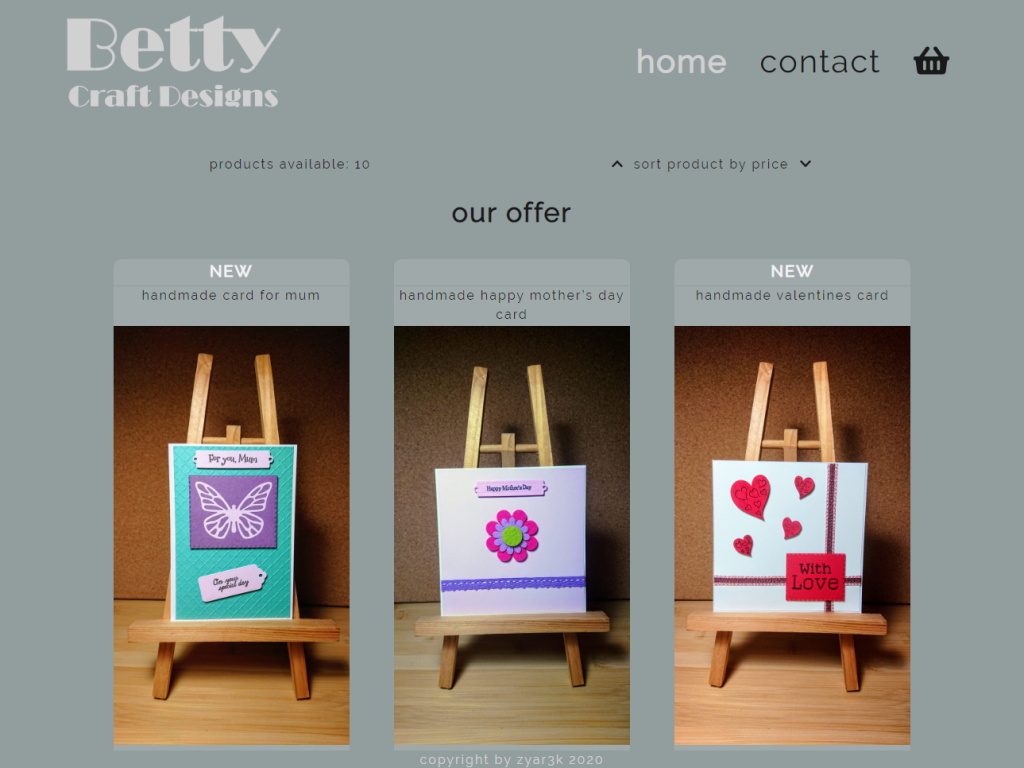 Betty
Craft Designs
home contact
products available: 10
sort product by price
our offer
NEW
handmade card for mum
For you, Mum
On your
special day
handmade happy mother's day
card
Happy Mother's Day
NEW
handmade valentines card
With
Love
copyright by zyar3k 2020